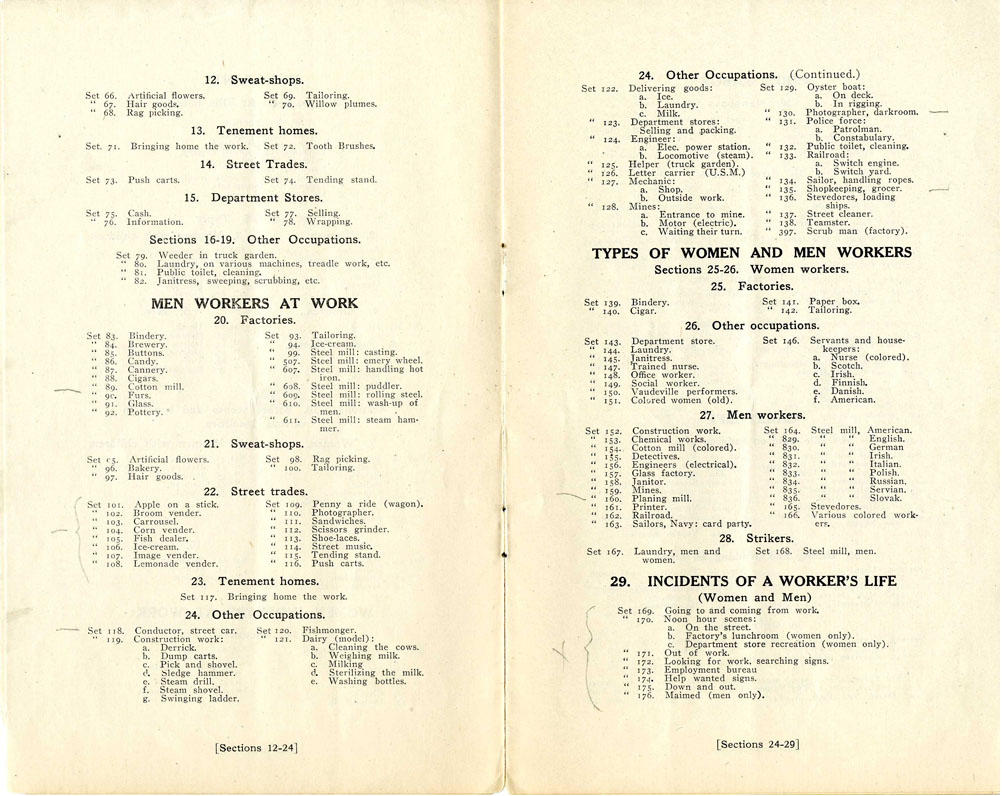 12. Sweat-shops.
Set 66. Artificial flowers.
" 67. Hair goods.
" 68. Rag picking.
Set 69. Tailoring.
" 70. Willow plumes.
13. Tenement homes.
Set. 71. Bringing home the work. Set 72. Tooth Brushes.
14. Street Trades.
Set 73. Push carts. Set 74. Tending stand.
15. Department Stores.
Set 75. Cash.
" 76. Information.
Set 77. Selling.
" 78. Wrapping.
Sections 16-19. Other Occupations.
Set 79. Weeder in truck garden.
" 80. Laundry, on various machines, treadle work, etc.
" 81. Public toilet, cleaning.
" 82. Janitress, sweeping, scrubbing, etc.
MEN WORKERS AT WORK
20. Factories.
Set 83. Bindery.
" 84. Brewery.
" 85. Buttons.
" 86. Candy.
" 87. Cannery.
" 88. Cigars.
" 89. Cotton mill.
" 90. Furs.
" 91. Glass.
" 92. Pottery.
Set 93. Tailoring.
" 94. Ice-cream.
" 99. Steel mill: casting.
" 507. Steel mill: emery wheel.
" 607. Steel mill: handling hot
iron.
" 608. Steel mill: puddler.
" 609. Steel mill: rolling steel.
" 610. Steel mill: wash-up of
men.
" 611. Steel mill: steam ham-
mer.
21. Sweat-shops.
Set 95. Artificial flowers.
" 96. Bakery.
" 97. Hair goods.
Set 98. Rag picking.
" 100. Tailoring.
22. Street trades.
Set 101. Apple on a stick.
" 102. Broom vender.
" 103. Carrousel.
" 104. Corn vender.
" 105. Fish dealer.
" 106. Ice-cream.
" 107. Image vender.
" 108. Lemonade vender.
Set 109. Penny a ride (wagon).
" 110. Photographer.
" 111. Sandwiches.
" 112. Scissors grinder.
" 113. Shoe-laces.
" 114. Street music.
" 115. Tending stand.
" 116. Push carts.
23. Tenement homes.
Set 117. Bringing home the work.
24. Other Occupations.
Set 118. Conductor, street car.
" 119. Construction work:
a. Derrick.
b. Dump carts.
c. Pick and shovel.
d. Sledge hammer.
e. Steam drill.
f. Steam shovel.
g. Swinging ladder.
Set 120. Fishmonger.
" 121. Dairy (model):
a. Cleaning the cows.
b. Weighing milk.
c. Milking
d. Sterilizing the milk.
e. Washing bottles.
[Sections 12-24]
24. Other Occupations. (Continued.)
Set 122. Delivering goods:
a. Ice.
b. Laundry.
c. Milk.
" 123. Department stores:
Selling and packing.
" 124. Engineer:
a. Elec. power station.
b. Locomotive (steam).
" 125. Helper (truck garden).
" 126. Letter carrier (U.S.M.)
" 127. Mechanic:
a. Shop.
b. Outside work.
" 128. Mines:
a. Entrance to mine.
b. Motor (electric).
c. Waiting their turn.
Set 129. Oyster boat:
a. On deck.
b. In rigging.
" 130. Photographer, darkroom.
" 131. Police force:
a. Patrolman.
b. Constabulary.
" 132. Public toilet, cleaning.
" 133. Railroad:
a. Switch engine.
b. Switch yard.
" 134. Sailor, handling ropes.
" 135. Shopkeeping, grocer.
" 136. Stevedores, loading
ships.
" 137. Street cleaner.
" 138. Teamster.
" 397. Scrub man (factory).
TYPES OF WOMEN AND MEN WORKERS
Sections 25-26. Women workers.
25. Factories.
Set 139. Bindery.
" 140. Cigar.
Set 141. Paper box.
" 142. Tailoring.
26. Other occupations.
Set 143. Department store.
" 144. Laundry.
" 145. Janitress.
" 147. Trained nurse.
" 148. Office worker.
" 149. Social worker.
" 150. Vaudeville performers.
" 151. Colored women (old).
Set 146. Servants and house-
keepers:
a. Nurse (colored).
b. Scotch.
c. Irish.
d. Finnish.
e. Danish.
f. American.
27. Men workers.
Set 152. Construction work.
" 153. Chemical works.
" 154. Cotton mill (colored).
" 155. Detectives.
" 156. Engineers (electrical).
" 157. Glass factory.
" 158. Janitor.
" 159. Mines.
" 160. Planing mill.
" 161. Printer.
" 162. Railroad.
" 163. Sailors, Navy: card party.
Set 164. Steel mill, American.
" 829. " " English.
" 830. " " German
" 831. " " Irish.
" 832. " " Italian.
" 833. " " Polish.
" 834. " " Russian.
" 835. " " Servian.
" 836. " " Slovak.
" 165. Stevedores.
" 166. Various colored work-
ers.
28. Strikers.
Set 167. Laundry, men and
women.
Set 168. Steel mill, men.
29. INCIDENTS OF A WORKER'S LIFE
(Women and Men)
Set 169. Going to and coming from work.
" 170. Noon hour scenes:
a. On the street.
b. Factory's lunchroom (women only).
c. Department store recreation (women only).
" 171. Out of work.
" 172. Looking for work, searching signs.
" 173. Employment bureau
" 174. Help wanted signs.
" 175. Down and out.
" 176. Maimed (men only).
[Sections 24-29]